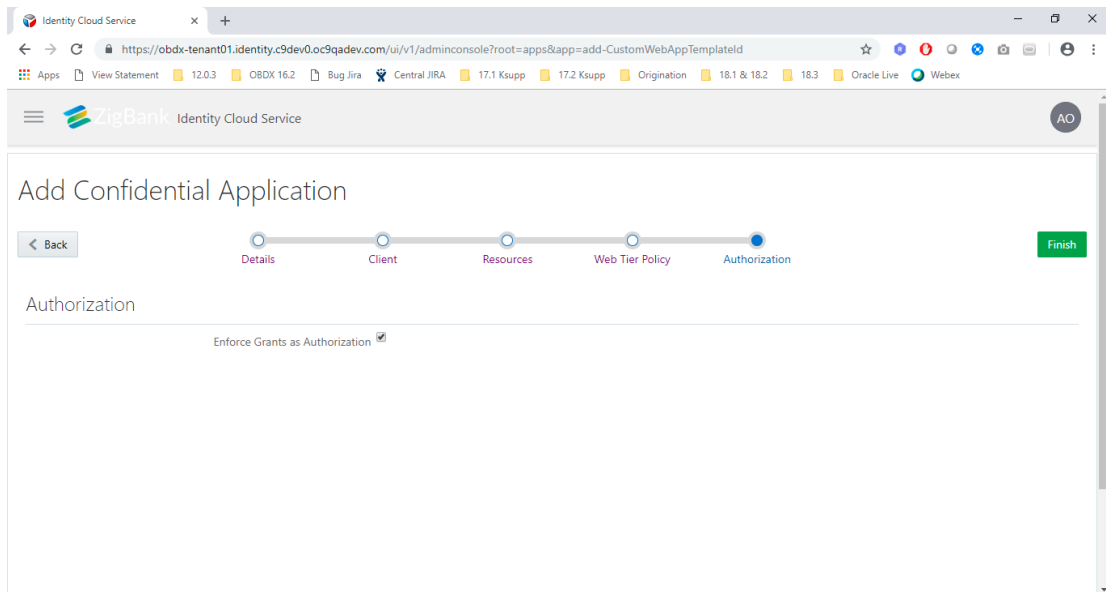 Identity Cloud Service
https://obdx-tenant01.identity.c9dev0.oc9qadev.com/ui/v1/adminconsole?root=apps&app=add-CustomWebAppTemplateId
Apps View Statement 12.0.3 OBDX 16.2 Bug Jira Central JIRA 17.1 Ksupp 17.2 Ksupp Origination 18.1 & 18.2 18.3 Oracle Live Webex
ZigBank Identity Cloud Service AO
Add Confidential Application
Back Finish
Details Client Resources Web Tier Policy Authorization
Authorization
Enforce Grants as Authorization